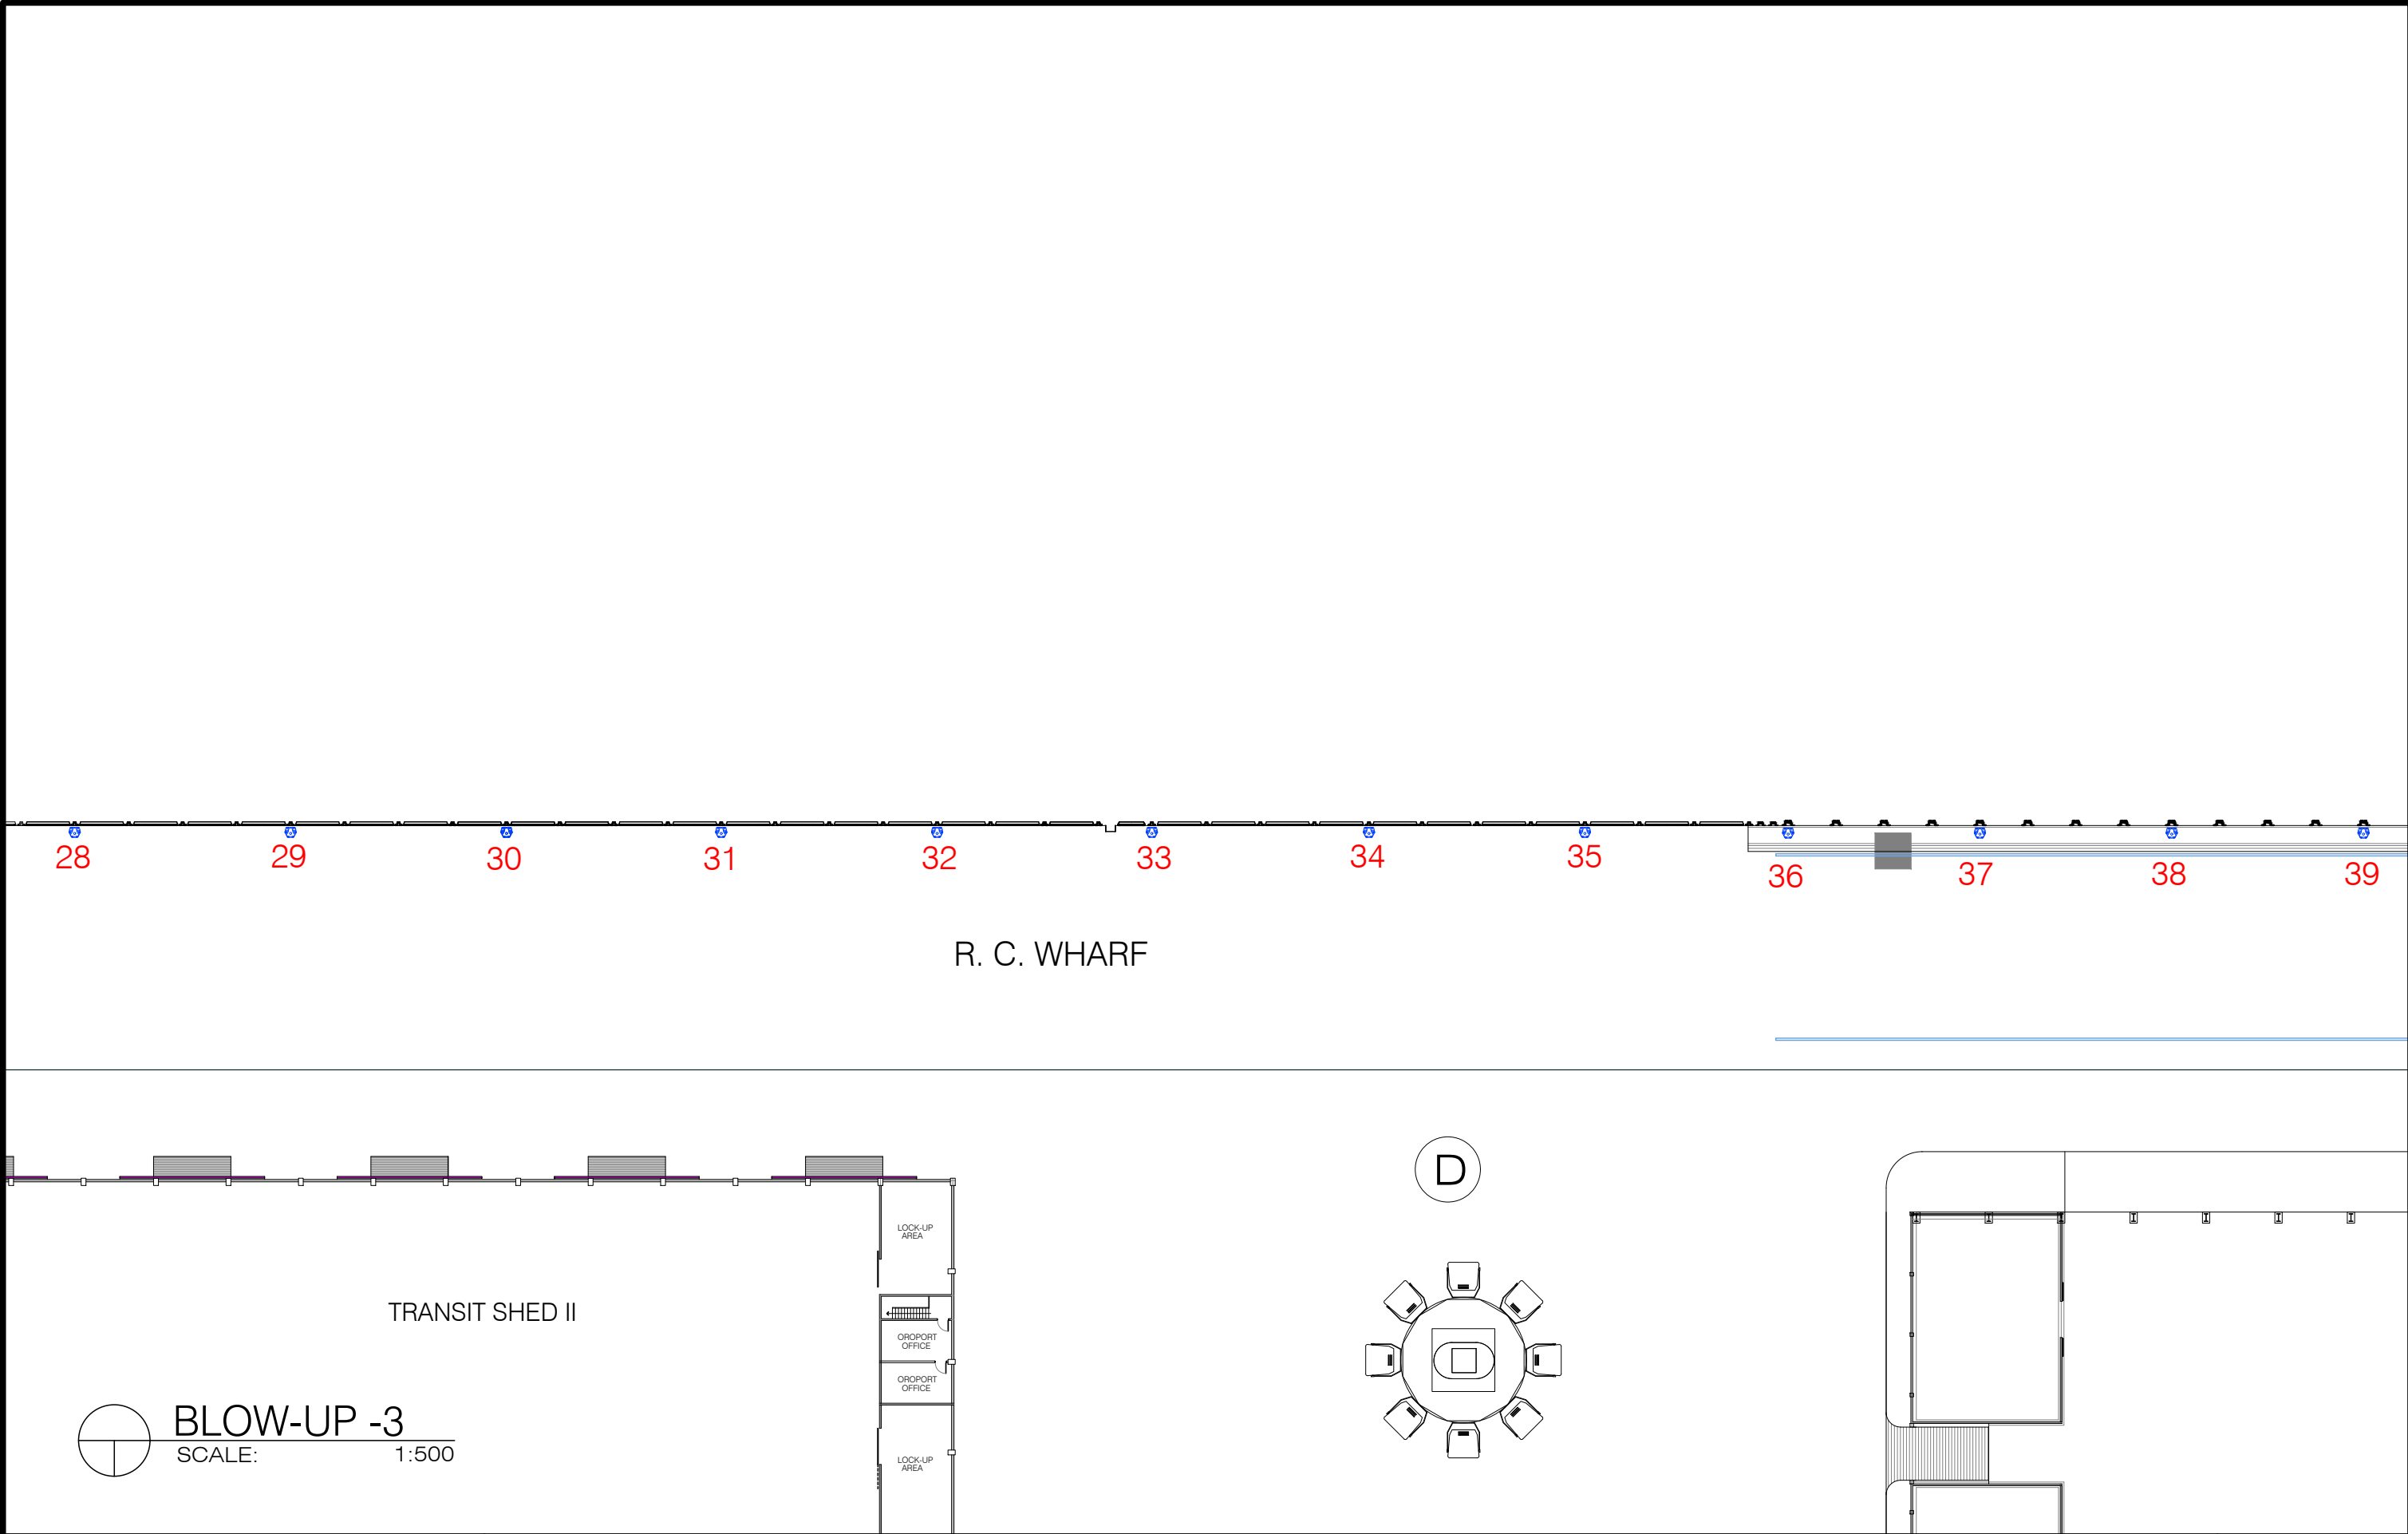 28 29 30 31 32 33 34 35 36 37 38 39
R. C. WHARF
D
LOCK-UP
AREA
TRANSIT SHED II
OROPORT
OFFICE
OROPORT
OFFICE
BLOW-UP -3
SCALE: 1:500
LOCK-UP
AREA